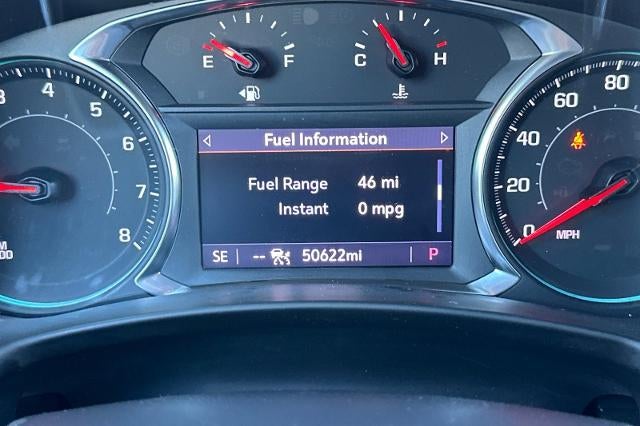 E F
C H
3 4 5 6 7 8
Fuel Information
Fuel Range 46 mi
Instant 0 mpg
SE -- 50622mi P
0 20 40 60 80
MPH